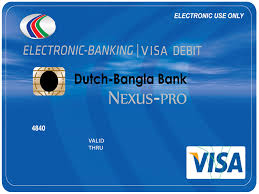 ELECTRONIC USE ONLY
ELECTRONIC-BANKING | VISA DEBIT
Dutch-Bangla Bank
NEXUS-PRO
4840
VALID
THRU
VISA